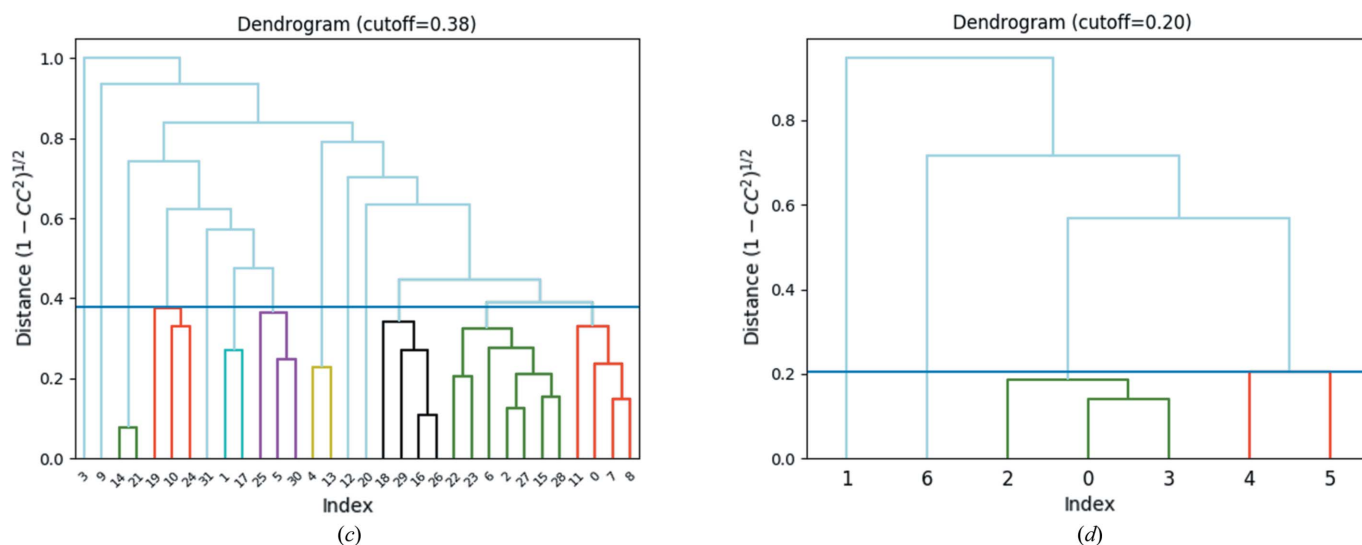 Dendrogram (cutoff=0.38)
Distance (1 − CC²)^1/2
1.0
0.8
0.6
0.4
0.2
0.0
3 9 14 21 19 10 24 31 1 17 25 5 30 4 13 12 20 18 29 16 26 22 23 6 2 27 15 28 11 0 7 8
Index
(c)
Dendrogram (cutoff=0.20)
Distance (1 − CC²)^1/2
0.8
0.6
0.4
0.2
0.0
1 6 2 0 3 4 5
Index
(d)